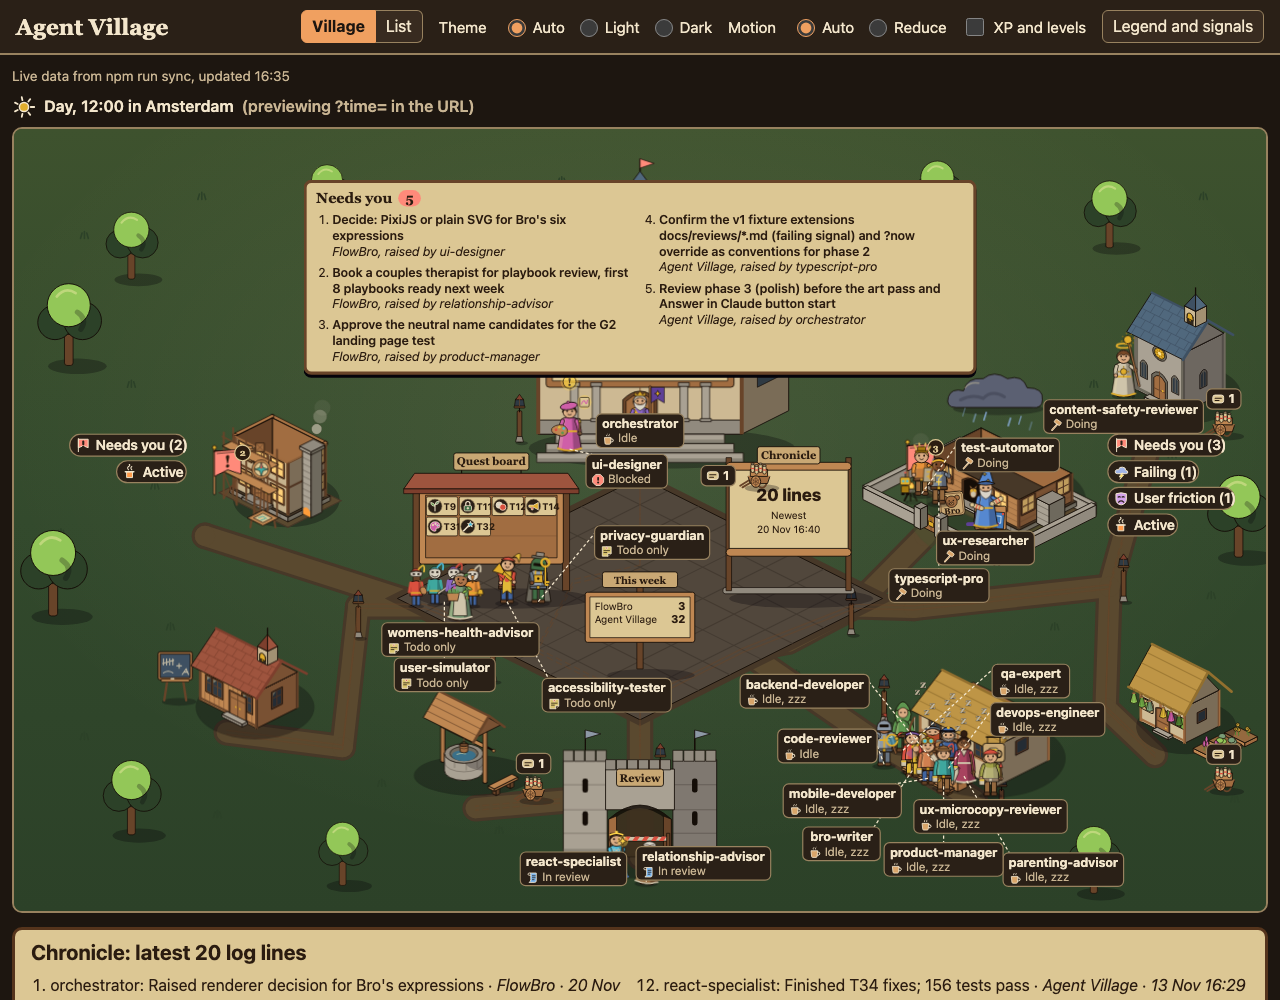 Agent Village
Village
List
Theme
Auto
Light
Dark
Motion
Auto
Reduce
XP and levels
Legend and signals
Live data from npm run sync, updated 16:35
Day, 12:00 in Amsterdam (previewing ?time= in the URL)
Needs you 5
1. Decide: PixiJS or plain SVG for Bro's six
expressions
FlowBro, raised by ui-designer
2. Book a couples therapist for playbook review, first
8 playbooks ready next week
FlowBro, raised by relationship-advisor
3. Approve the neutral name candidates for the G2
landing page test
FlowBro, raised by product-manager
4. Confirm the v1 fixture extensions
docs/reviews/*.md (failing signal) and ?now
override as conventions for phase 2
Agent Village, raised by typescript-pro
5. Review phase 3 (polish) before the art pass and
Answer in Claude button start
Agent Village, raised by orchestrator
Needs you (2)
Active
2
orchestrator
Idle
ui-designer
Blocked
content-safety-reviewer
Doing
1
Needs you (3)
Failing (1)
User friction (1)
Active
3
test-automator
Doing
Bro
ux-researcher
Doing
typescript-pro
Doing
Quest board
T9
T11
T12
T14
T31
T32
1
Chronicle
20 lines
Newest
20 Nov 16:40
privacy-guardian
Todo only
This week
FlowBro 3
Agent Village 32
womens-health-advisor
Todo only
user-simulator
Todo only
accessibility-tester
Todo only
backend-developer
Idle, zzz
qa-expert
Idle, zzz
z z
devops-engineer
Idle, zzz
code-reviewer
Idle
mobile-developer
Idle, zzz
ux-microcopy-reviewer
Idle, zzz
bro-writer
Idle, zzz
product-manager
Idle, zzz
parenting-advisor
Idle, zzz
1
1
Review
react-specialist
In review
relationship-advisor
In review
Chronicle: latest 20 log lines
1. orchestrator: Raised renderer decision for Bro's expressions · FlowBro · 20 Nov
12. react-specialist: Finished T34 fixes; 156 tests pass · Agent Village · 13 Nov 16:29